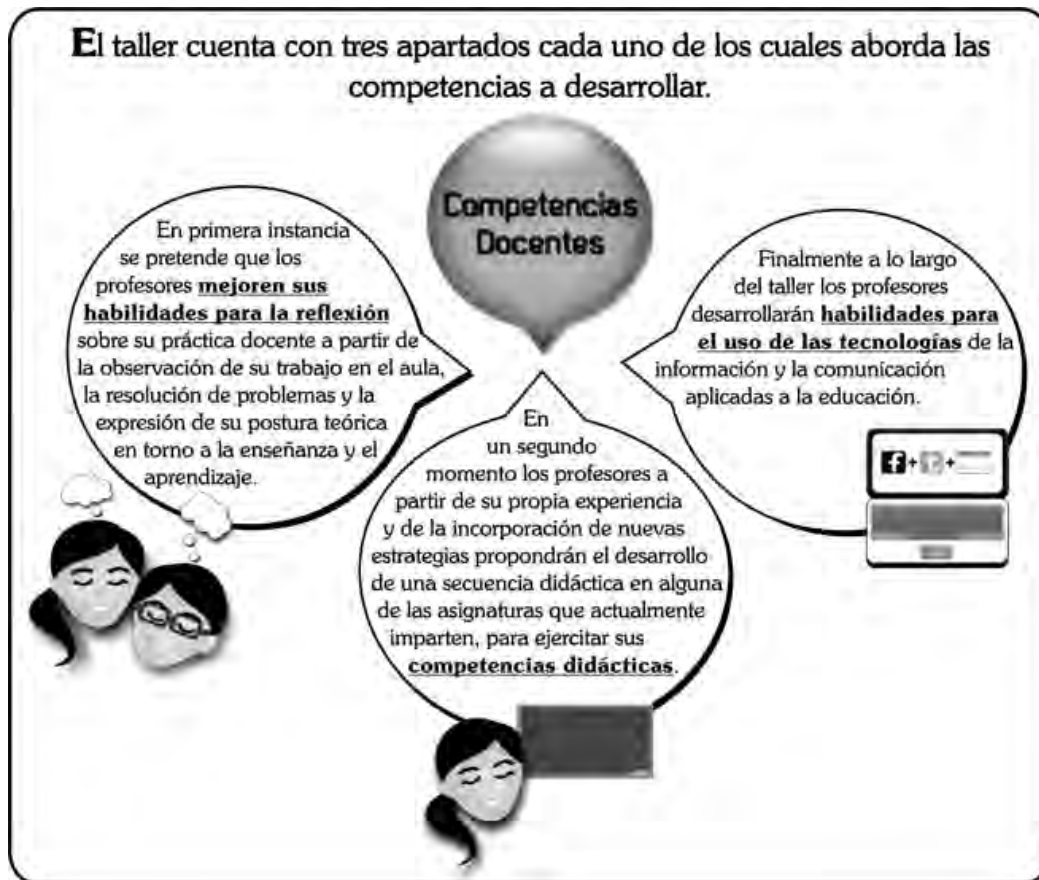 El taller cuenta con tres apartados cada uno de los cuales aborda las
competencias a desarrollar.
Competencias
Docentes
En primera instancia
se pretende que los
profesores mejoren sus
habilidades para la reflexión
sobre su práctica docente a partir de
la observación de su trabajo en el aula,
la resolución de problemas y la
expresión de su postura teórica
en torno a la enseñanza y el
aprendizaje.
En
un segundo
momento los profesores a
partir de su propia experiencia
y de la incorporación de nuevas
estrategias propondrán el desarrollo
de una secuencia didáctica en alguna
de las asignaturas que actualmente
imparten, para ejercitar sus
competencias didácticas.
Finalmente a lo largo
del taller los profesores
desarrollarán habilidades para
el uso de las tecnologías de la
información y la comunicación
aplicadas a la educación.